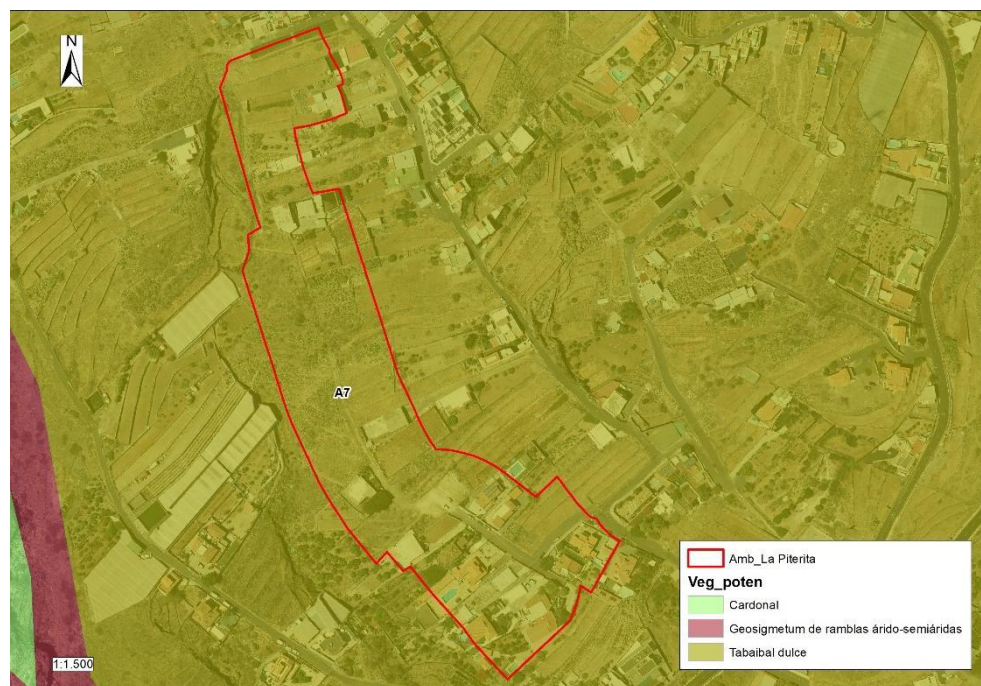 N
A7
1:1.500
Amb_La Piterita
Veg_poten
Cardonal
Geosigmetum de ramblas árido-semiáridas
Tabaibal dulce